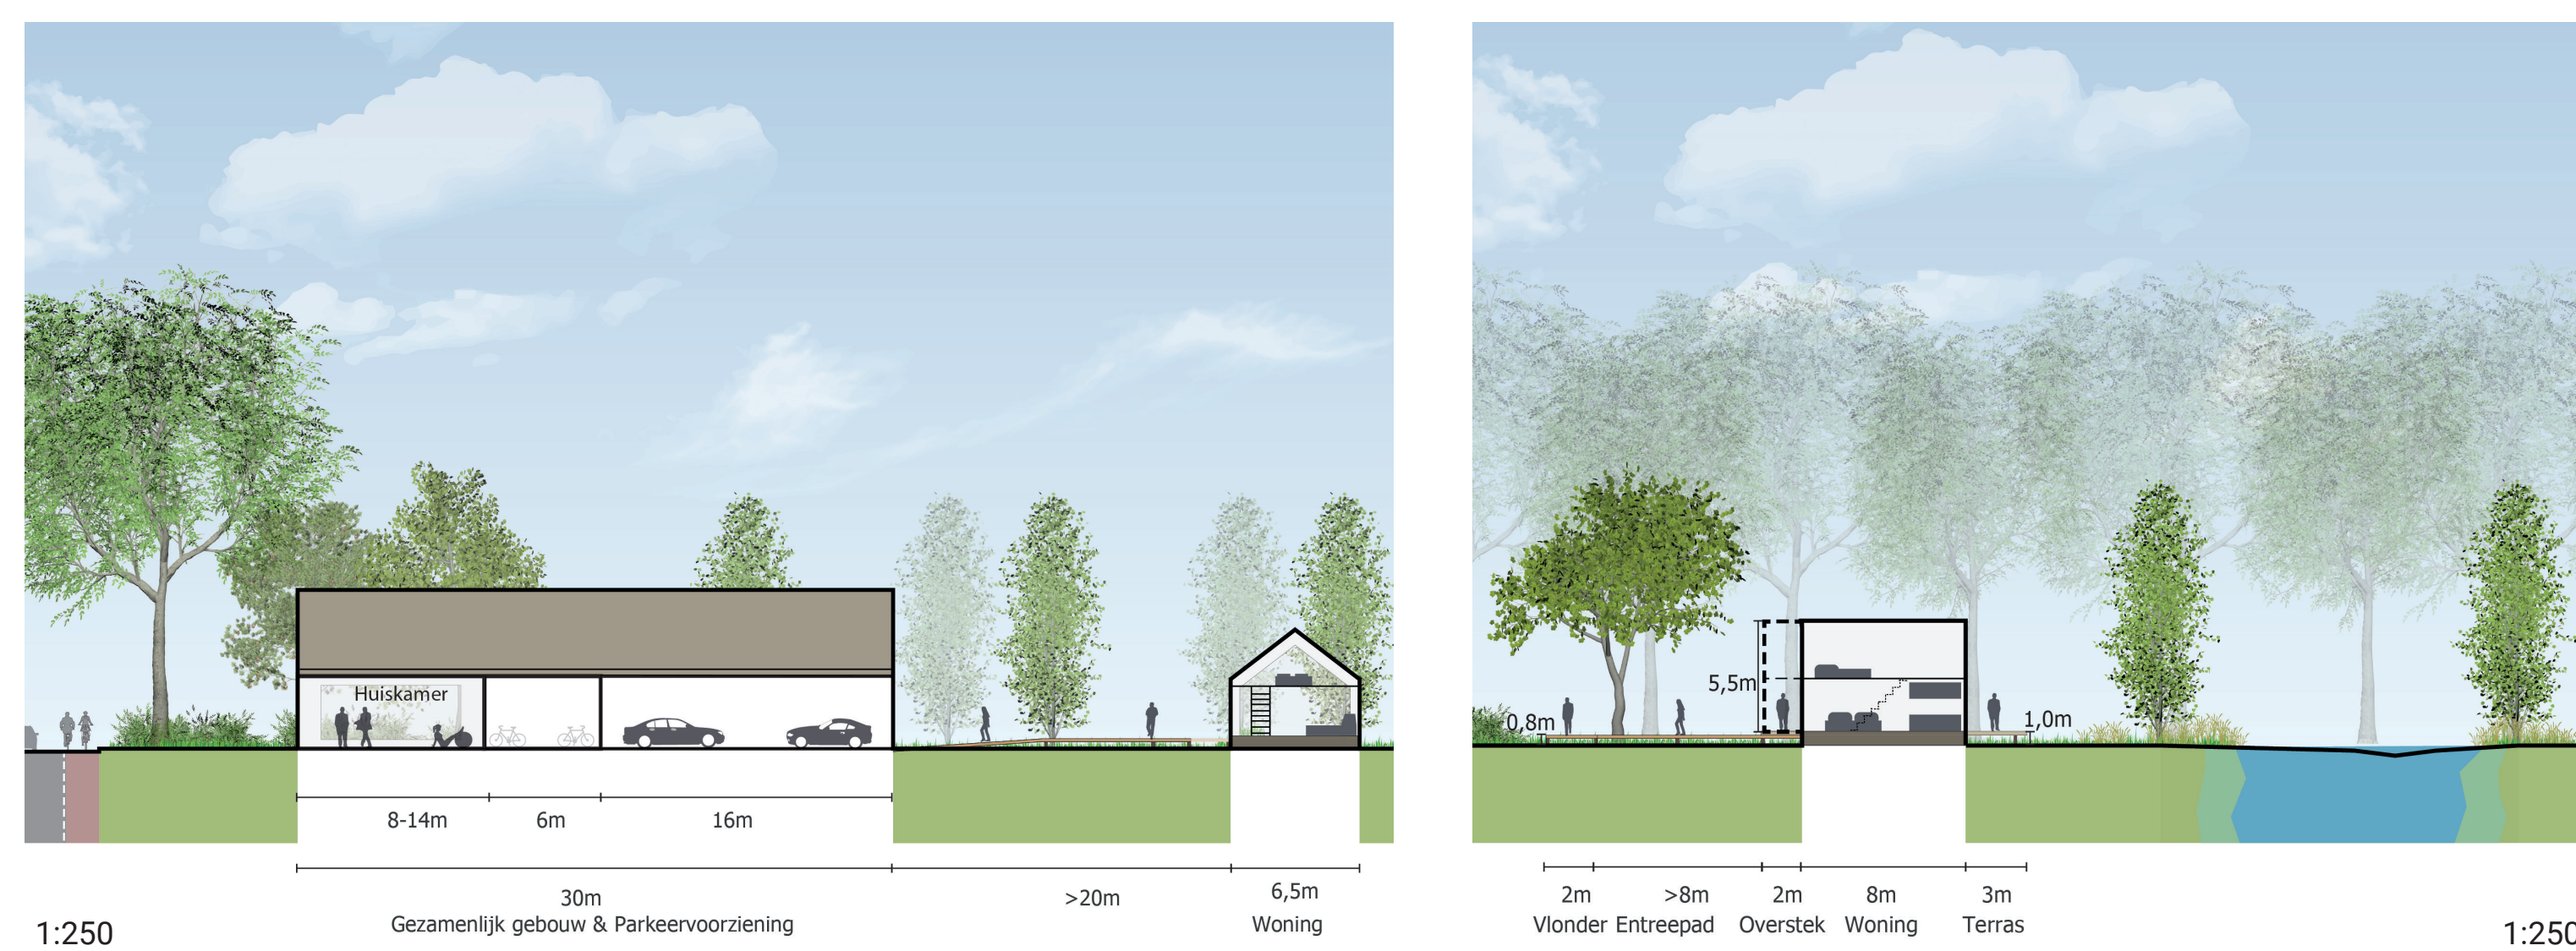 Huiskamer
8-14m 6m 16m
30m >20m 6,5m
Gezamenlijk gebouw & Parkeervoorziening Woning
1:250
5,5m
0,8m 1,0m
2m >8m 2m 8m 3m
Vlonder Entreepad Overstek Woning Terras
1:250